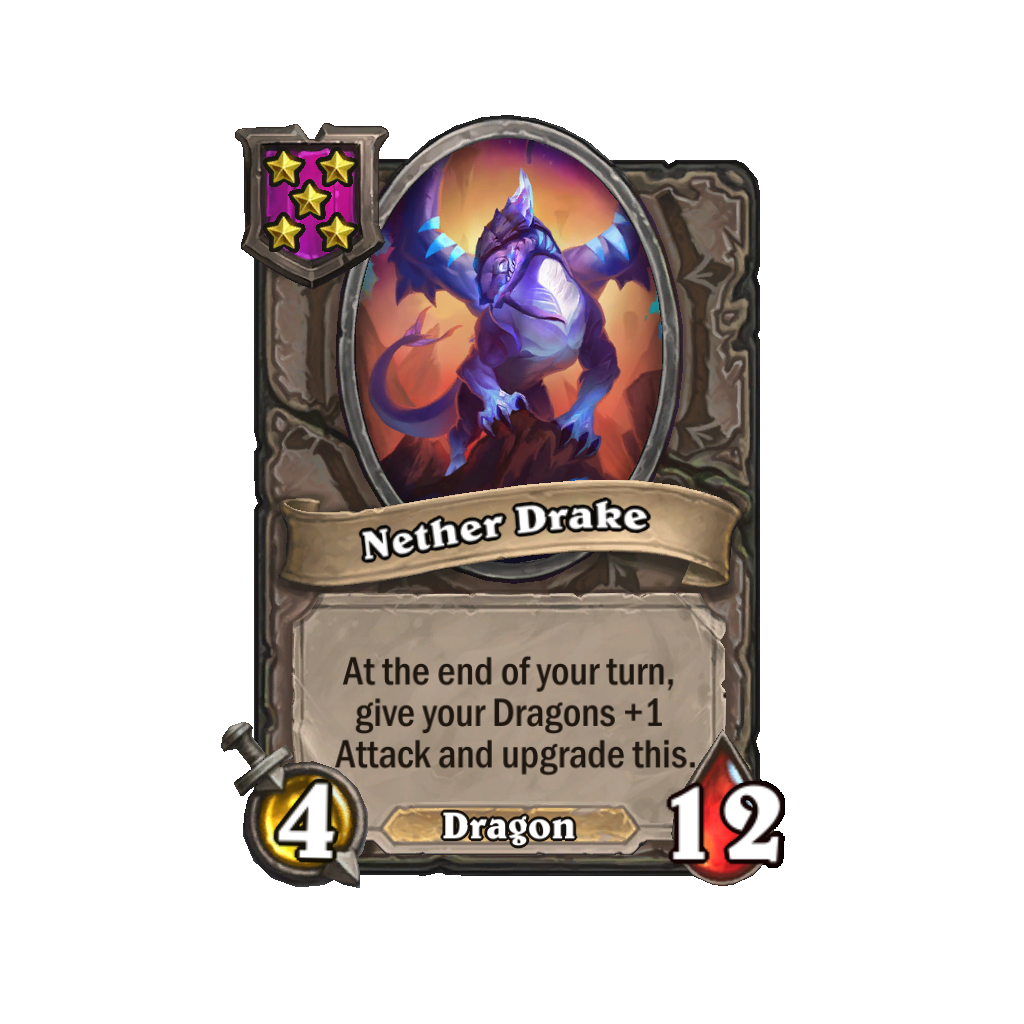 Nether Drake
At the end of your turn,
give your Dragons +1
Attack and upgrade this.
4
Dragon
12